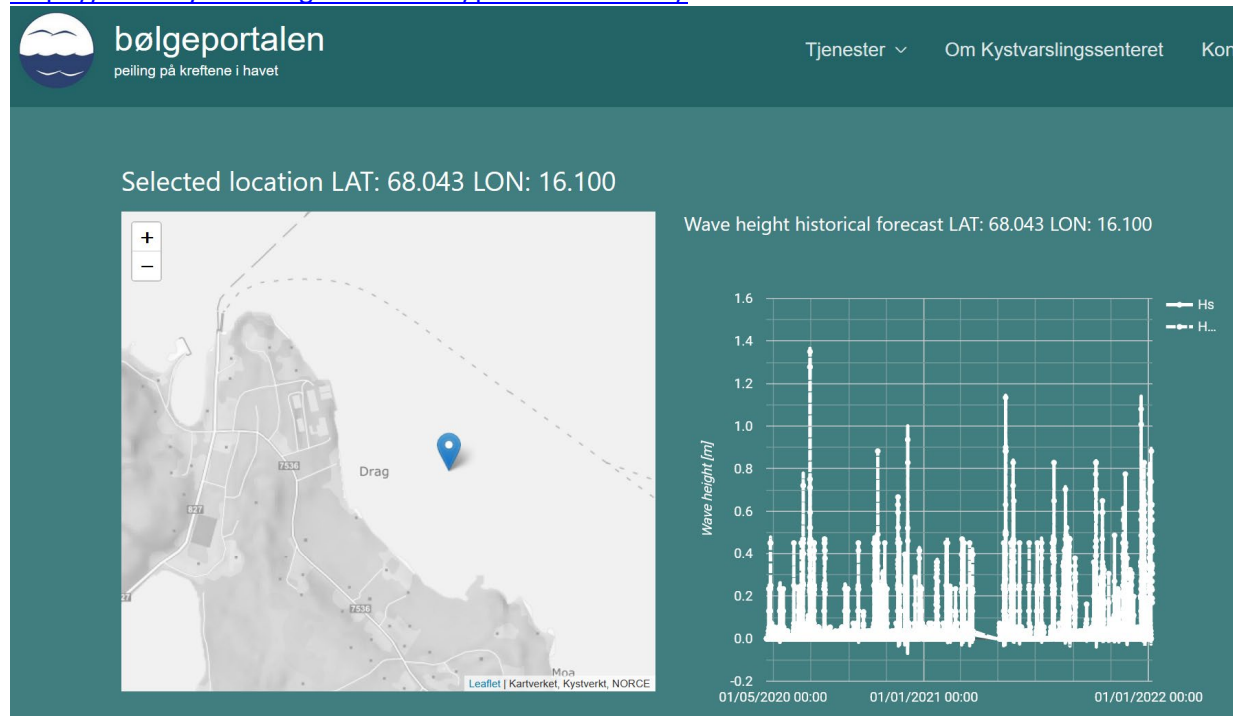 bølgeportalen
peiling på kreftene i havet
Tjenester
Om Kystvarslingssenteret
Kon
Selected location LAT: 68.043 LON: 16.100
+
−
Drag
7536
827
7536
Moa
Leaflet | Kartverket, Kystverkt, NORCE
Wave height historical forecast LAT: 68.043 LON: 16.100
Hs
H...
Wave height [m]
1.6
1.4
1.2
1.0
0.8
0.6
0.4
0.2
0.0
-0.2
01/05/2020 00:00
01/01/2021 00:00
01/01/2022 00:00